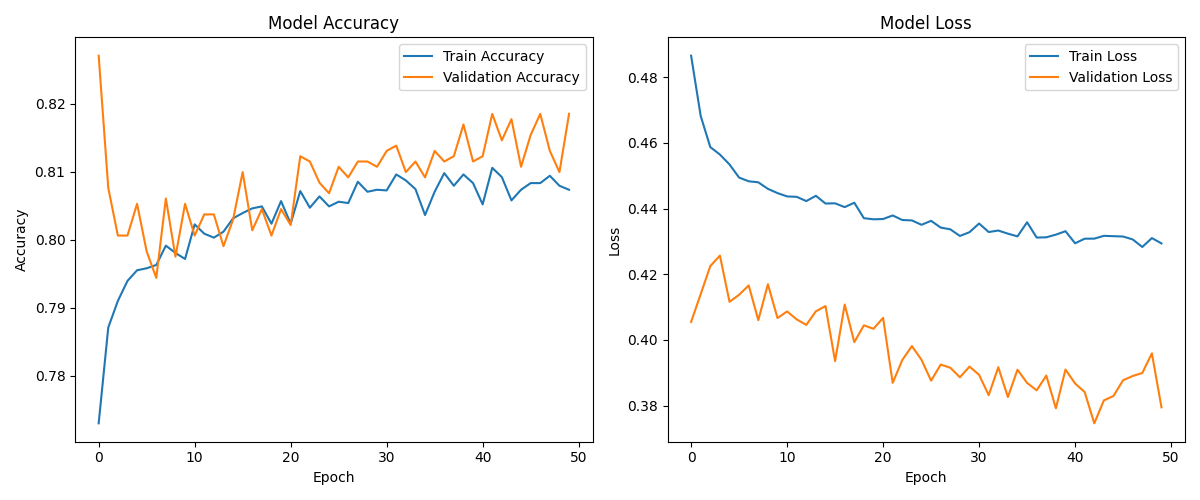 Model Accuracy
Train Accuracy
Validation Accuracy
Accuracy
0.82
0.81
0.80
0.79
0.78
0
10
20
30
40
50
Epoch
Model Loss
Train Loss
Validation Loss
Loss
0.48
0.46
0.44
0.42
0.40
0.38
0
10
20
30
40
50
Epoch